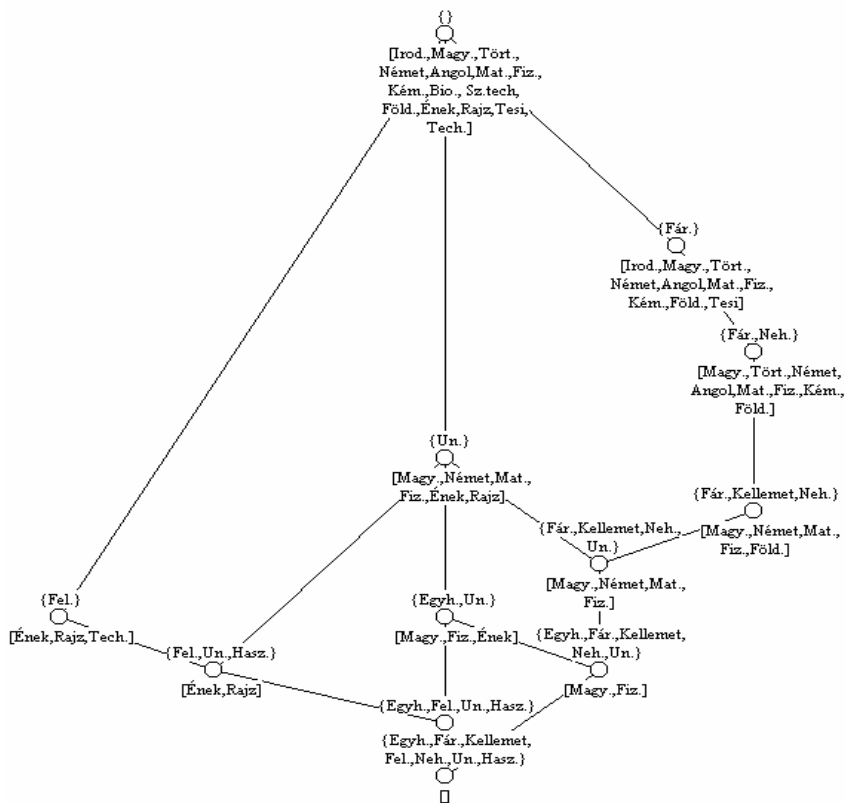 {}
[Irod.,Magy.,Tört.,
Német,Angol,Mat.,Fiz.,
Kém.,Bio., Sz.tech,
Föld.,Ének,Rajz,Tesi,
Tech.]
{Fár.}
[Irod.,Magy.,Tört.,
Német,Angol,Mat.,Fiz.,
Kém.,Föld.,Tesi]
{Fár.,Neh.}
[Magy.,Tört.,Német,
Angol,Mat.,Fiz.,Kém.,
Föld.]
{Un.}
[Magy.,Német,Mat.,
Fiz.,Ének,Rajz]
{Fár.,Kellemet,Neh.}
[Magy.,Német,Mat.,
Fiz.,Föld.]
{Fár.,Kellemet,Neh.,
Un.}
[Magy.,Német,Mat.,
Fiz.]
{Fel.}
[Ének,Rajz,Tech.]
{Egyh.,Un.}
[Magy.,Fiz.,Ének]
{Egyh.,Fár.,Kellemet,
Neh.,Un.}
[Magy.,Fiz.]
{Fel.,Un.,Hasz.}
[Ének,Rajz]
{Egyh.,Fel.,Un.,Hasz.}
{Egyh.,Fár.,Kellemet,
Fel.,Neh.,Un.,Hasz.}
[]